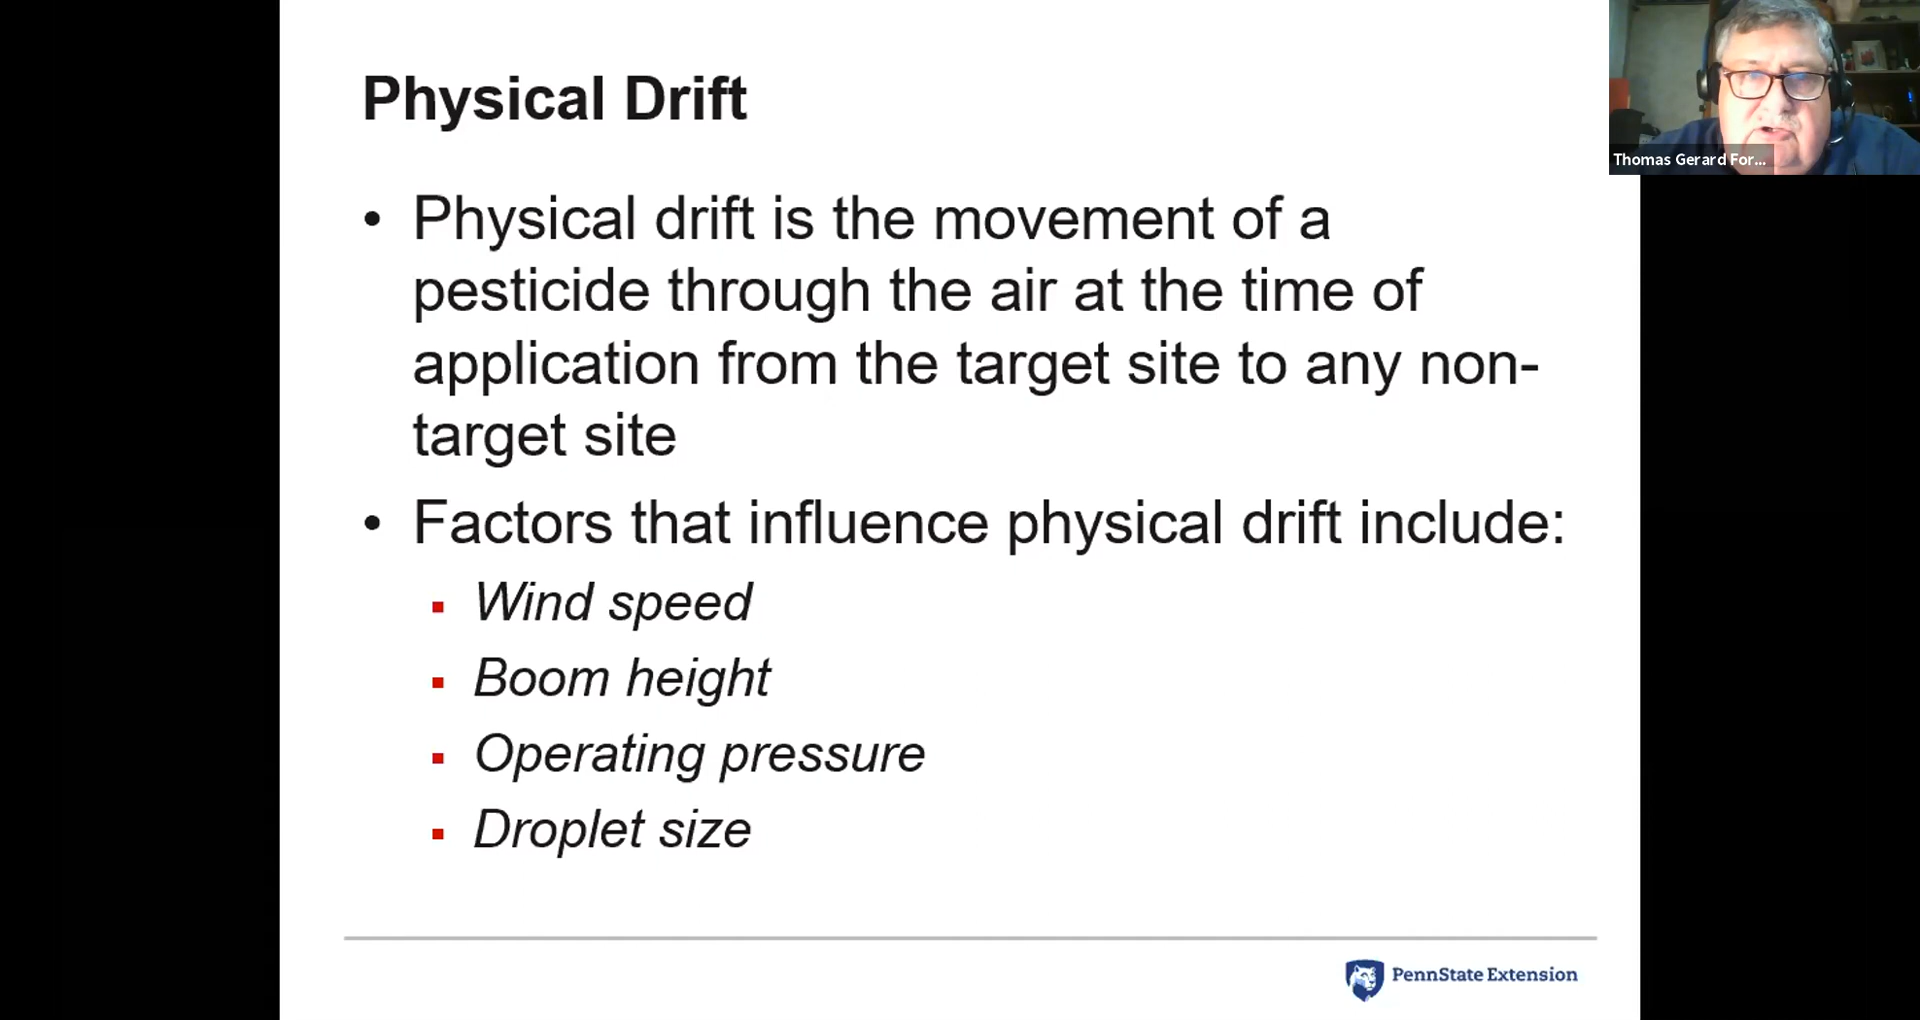 Physical Drift
• Physical drift is the movement of a
pesticide through the air at the time of
application from the target site to any non-
target site
• Factors that influence physical drift include:
▪ Wind speed
▪ Boom height
▪ Operating pressure
▪ Droplet size
PennState Extension
Thomas Gerard For...